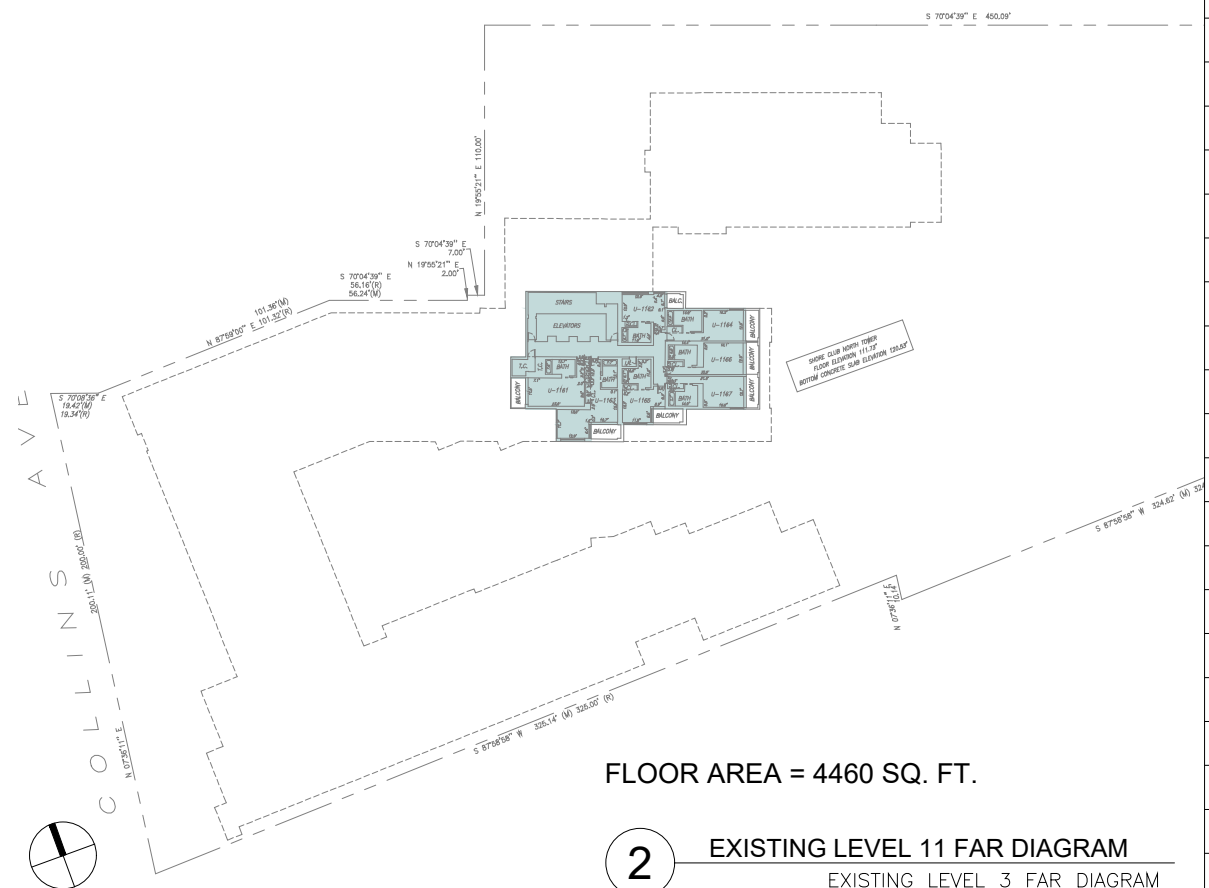 S 70°04'39" E 450.09'
N 19°55'21" E 110.00'
S 70°04'39" E
7.00'
N 19°55'21" E
2.00'
S 70°04'39" E
56.16'(R)
56.24'(M)
101.36'(M)
N 87°59'00" E 101.32'(R)
S 70°08'36" E
19.42'(M)
19.34'(R)
STAIRS
ELEVATORS
U-1162
BALC.
BATH
BATH
U-1164
BALCONY
CL.
T.C.
C.C.
BATH
U-1161
BALCONY
BATH
U-1163
BALCONY
BATH
U-1165
BALCONY
BATH
U-1166
BALCONY
BATH
U-1167
BALCONY
SHORE CLUB NORTH TOWER
FLOOR ELEVATION 111.73'
BOTTOM CONCRETE SLAB ELEVATION 120.53'
COLLINS AVE
200.11' (M) 200.00' (R)
N 07°36'11" E
S 87°58'58" W 324.62' (M) 324
N 07°36'11" E
10.14'
S 87°58'58" W 325.14' (M) 325.00' (R)
FLOOR AREA = 4460 SQ. FT.
2
EXISTING LEVEL 11 FAR DIAGRAM
EXISTING LEVEL 3 FAR DIAGRAM